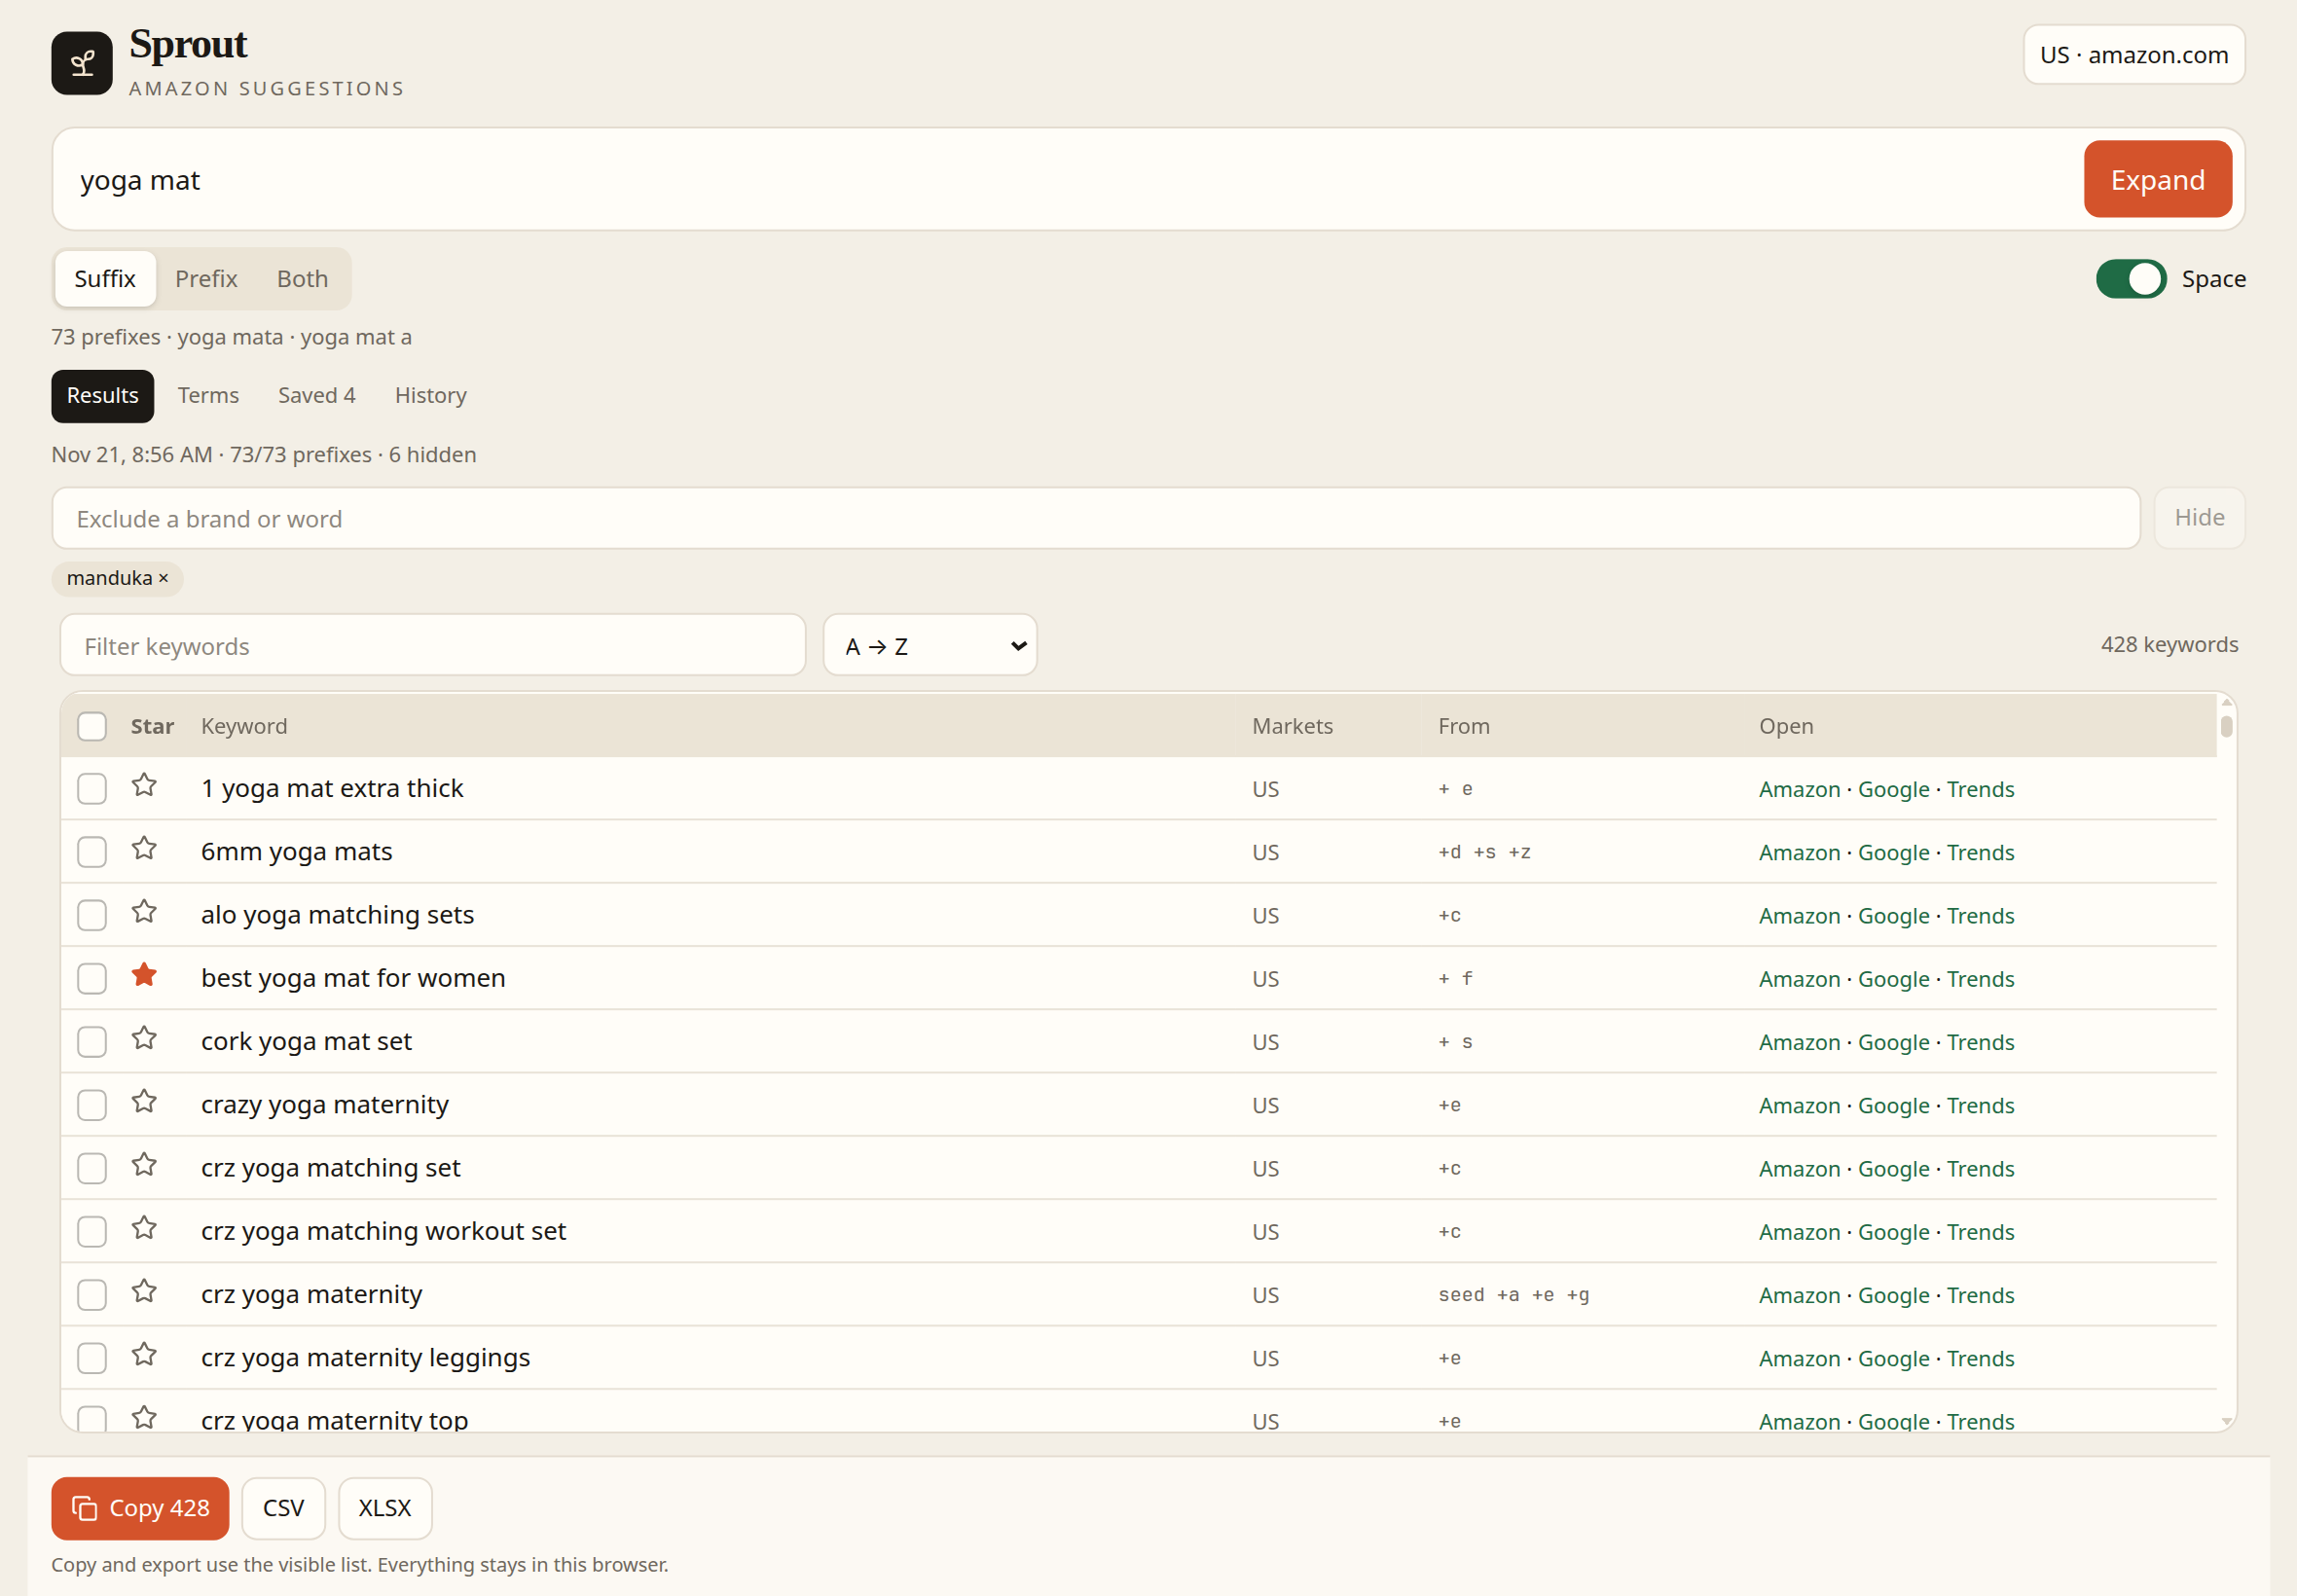 Sprout
AMAZON SUGGESTIONS
US · amazon.com
yoga mat
Expand
Suffix Prefix Both
Space
73 prefixes · yoga mata · yoga mat a
Results Terms Saved 4 History
Nov 21, 8:56 AM · 73/73 prefixes · 6 hidden
Exclude a brand or word
Hide
manduka ×
Filter keywords
A → Z
428 keywords
Star Keyword Markets From Open
1 yoga mat extra thick US + e Amazon · Google · Trends
6mm yoga mats US +d +s +z Amazon · Google · Trends
alo yoga matching sets US +c Amazon · Google · Trends
best yoga mat for women US + f Amazon · Google · Trends
cork yoga mat set US + s Amazon · Google · Trends
crazy yoga maternity US +e Amazon · Google · Trends
crz yoga matching set US +c Amazon · Google · Trends
crz yoga matching workout set US +c Amazon · Google · Trends
crz yoga maternity US seed +a +e +g Amazon · Google · Trends
crz yoga maternity leggings US +e Amazon · Google · Trends
crz yoga maternity top US +e Amazon · Google · Trends
Copy 428
CSV
XLSX
Copy and export use the visible list. Everything stays in this browser.